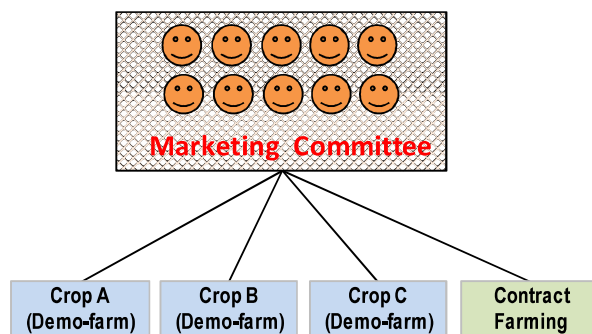 Marketing Committee
Crop A
(Demo-farm)
Crop B
(Demo-farm)
Crop C
(Demo-farm)
Contract
Farming